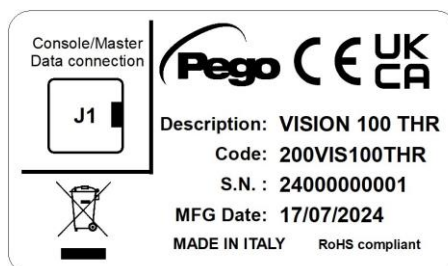 Console/Master
Data connection
J1
Pego CE UK CA
Description: VISION 100 THR
Code: 200VIS100THR
S.N. : 24000000001
MFG Date: 17/07/2024
MADE IN ITALY RoHS compliant